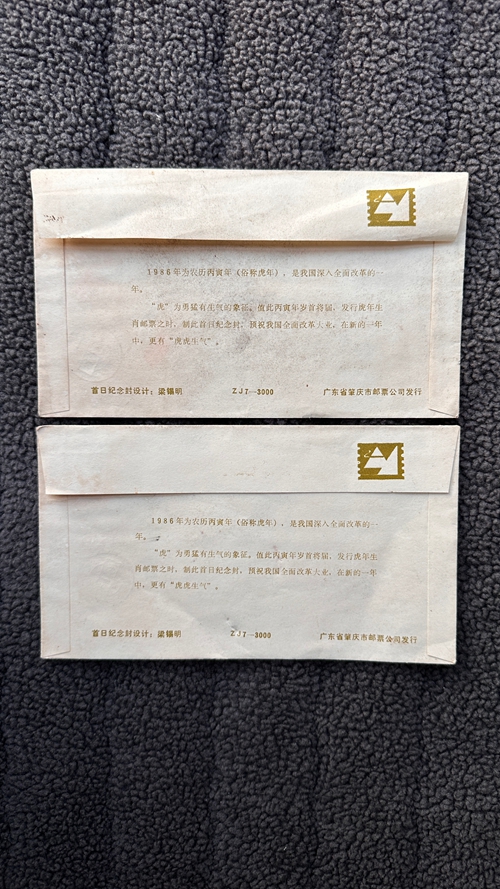 1986年为农历丙寅年（俗称虎年），是我国深入全面改革的一
年。
“虎”为勇猛有生气的象征。值此丙寅年岁首将届，发行虎年生
肖邮票之时，制此首日纪念封，预祝我国全面改革大业，在新的一年
中，更有“虎虎生气”。
首日纪念封设计：梁锡明 ZJ7—3000 广东省肇庆市邮票公司发行
1986年为农历丙寅年（俗称虎年），是我国深入全面改革的一
年。
“虎”为勇猛有生气的象征。值此丙寅年岁首将届，发行虎年生
肖邮票之时，制此首日纪念封，预祝我国全面改革大业，在新的一年
中，更有“虎虎生气”。
首日纪念封设计：梁锡明 ZJ7—3000 广东省肇庆市邮票公司发行